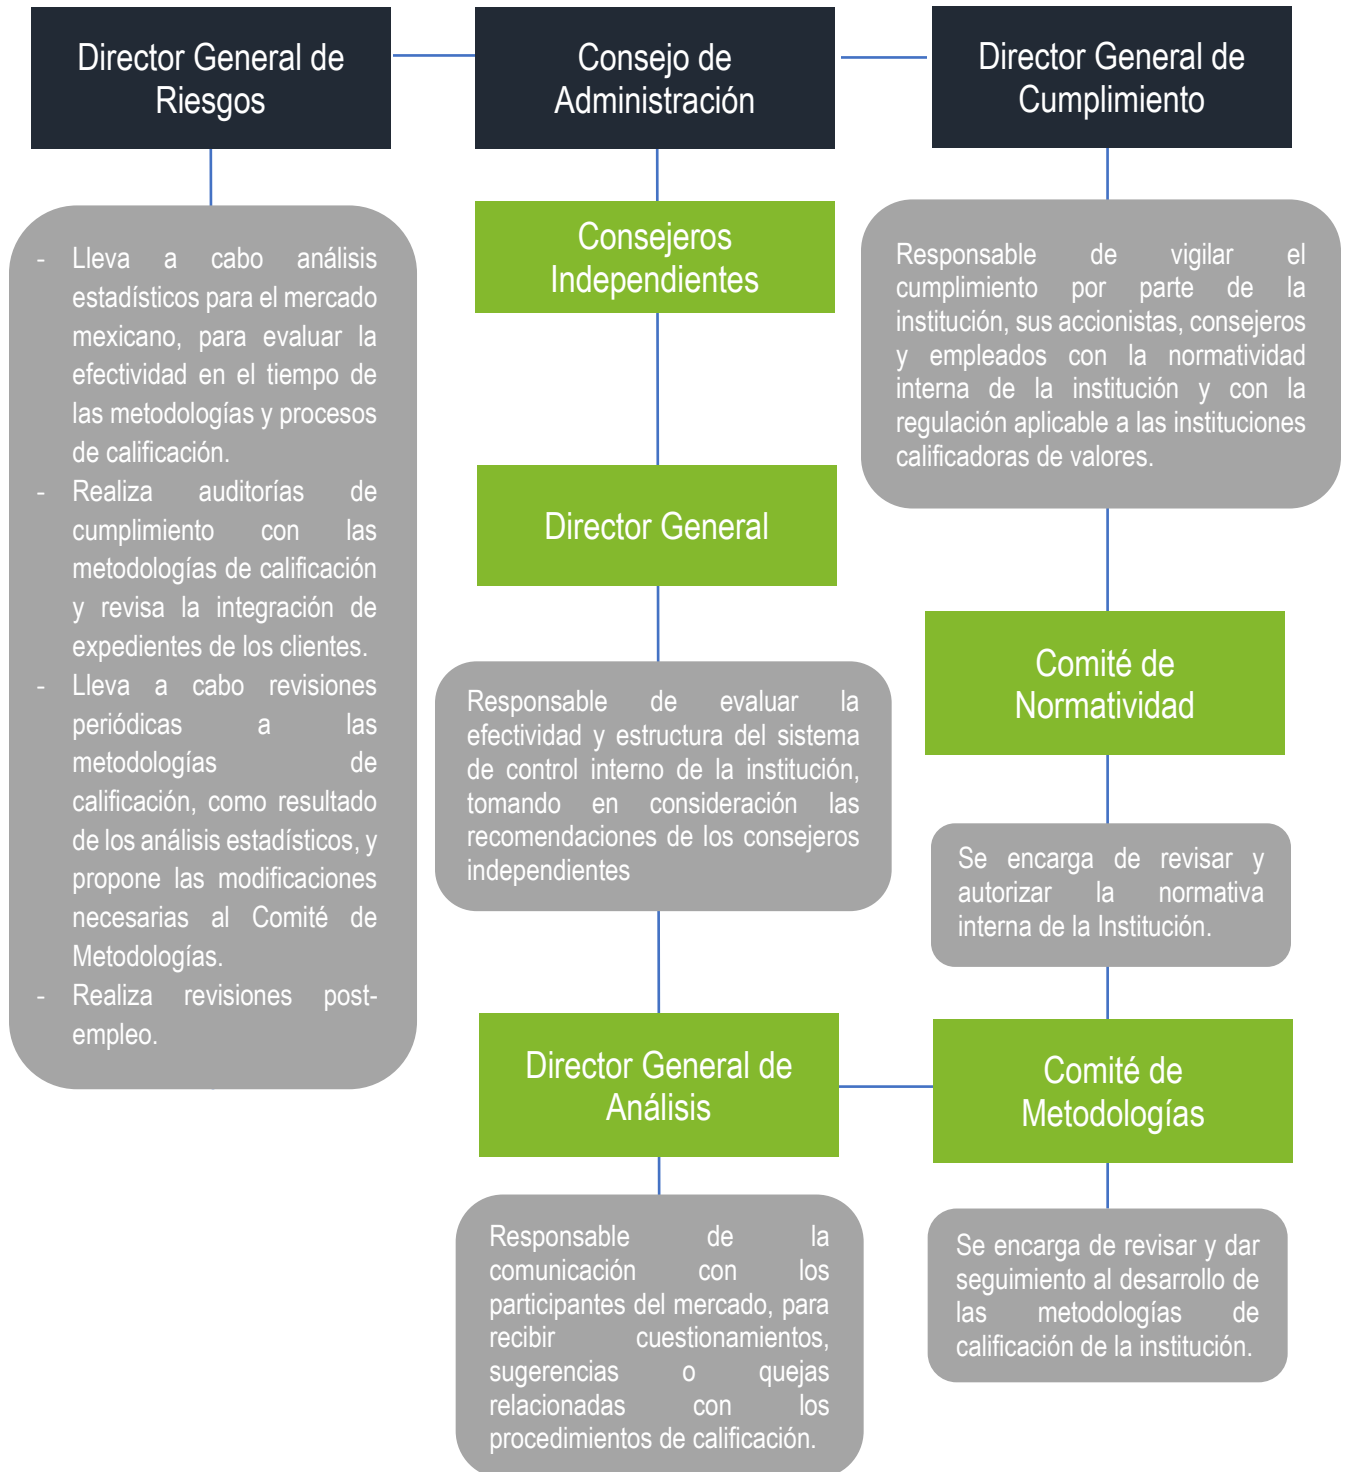 Director General de
Riesgos
Consejo de
Administración
Director General de
Cumplimiento
- Lleva a cabo análisis
estadísticos para el mercado
mexicano, para evaluar la
efectividad en el tiempo de
las metodologías y procesos
de calificación.
- Realiza auditorías de
cumplimiento con las
metodologías de calificación
y revisa la integración de
expedientes de los clientes.
- Lleva a cabo revisiones
periódicas a las
metodologías de
calificación, como resultado
de los análisis estadísticos, y
propone las modificaciones
necesarias al Comité de
Metodologías.
- Realiza revisiones post-
empleo.
Consejeros
Independientes
Director General
Responsable de evaluar la
efectividad y estructura del sistema
de control interno de la institución,
tomando en consideración las
recomendaciones de los consejeros
independientes
Director General de
Análisis
Responsable de la
comunicación con los
participantes del mercado, para
recibir cuestionamientos,
sugerencias o quejas
relacionadas con los
procedimientos de calificación.
Responsable de vigilar el
cumplimiento por parte de la
institución, sus accionistas, consejeros
y empleados con la normatividad
interna de la institución y con la
regulación aplicable a las instituciones
calificadoras de valores.
Comité de
Normatividad
Se encarga de revisar y
autorizar la normativa
interna de la Institución.
Comité de
Metodologías
Se encarga de revisar y dar
seguimiento al desarrollo de
las metodologías de
calificación de la institución.